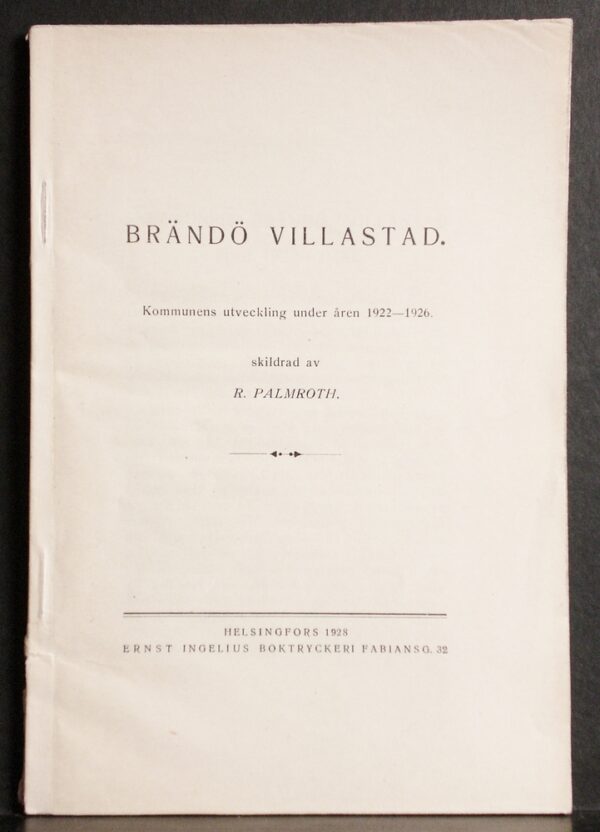 BRÄNDÖ VILLASTAD.
Kommunens utveckling under åren 1922—1926.
skildrad av
R. PALMROTH.
HELSINGFORS 1928
ERNST INGELIUS BOKTRYCKERI FABIANSG. 32